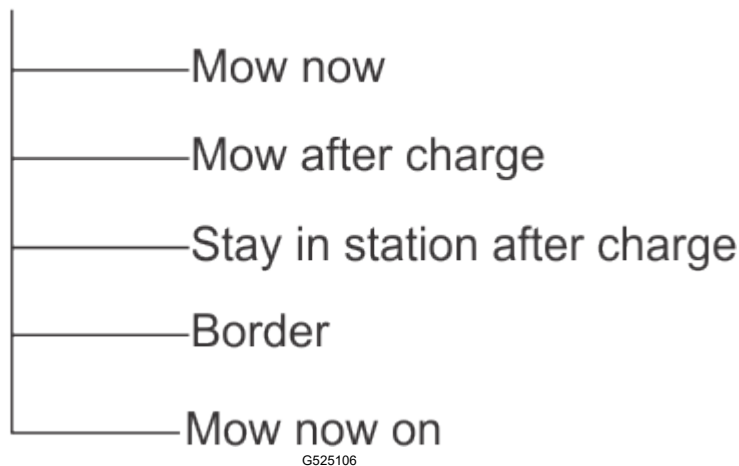 Mow now
Mow after charge
Stay in station after charge
Border
Mow now on
G525106